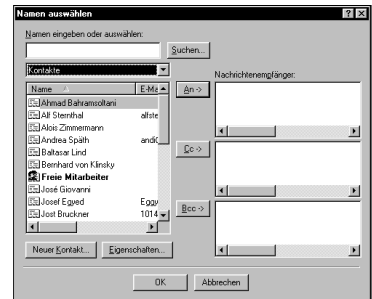 Namen auswählen
Namen eingeben oder auswählen:
Suchen...
Kontakte
Nachrichtenempfänger:
Name E-Ma
An ->
Ahmad Bahramsoltani
Alf Sternthal alfste
Alois Zimmermann
Andrea Späth andi
Baltasar Lind
Bernhard von Klinsky
Freie Mitarbeiter
José Giovanni
Josef Egyed Eggy
Jost Bruckner 1014
Cc ->
Bcc ->
Neuer Kontakt...
Eigenschaften...
OK
Abbrechen